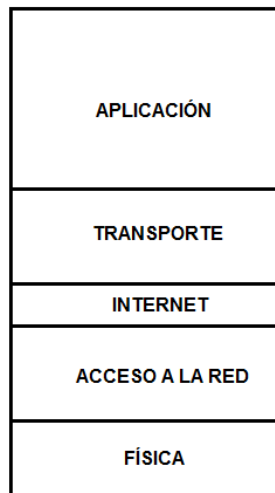 APLICACIÓN
TRANSPORTE
INTERNET
ACCESO A LA RED
FÍSICA